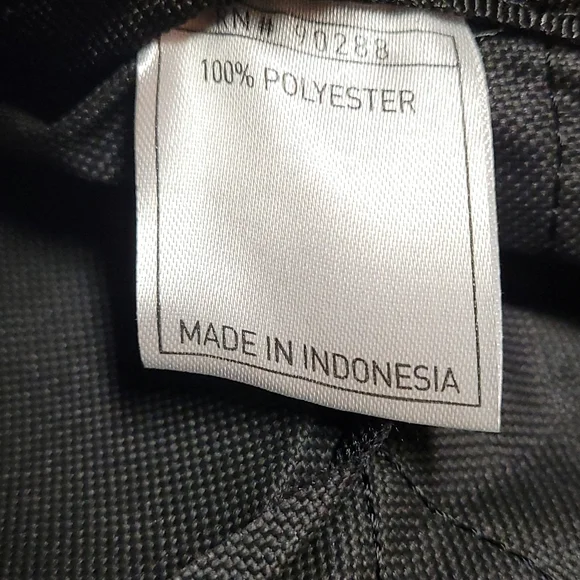 RN# 90288
100% POLYESTER
MADE IN INDONESIA